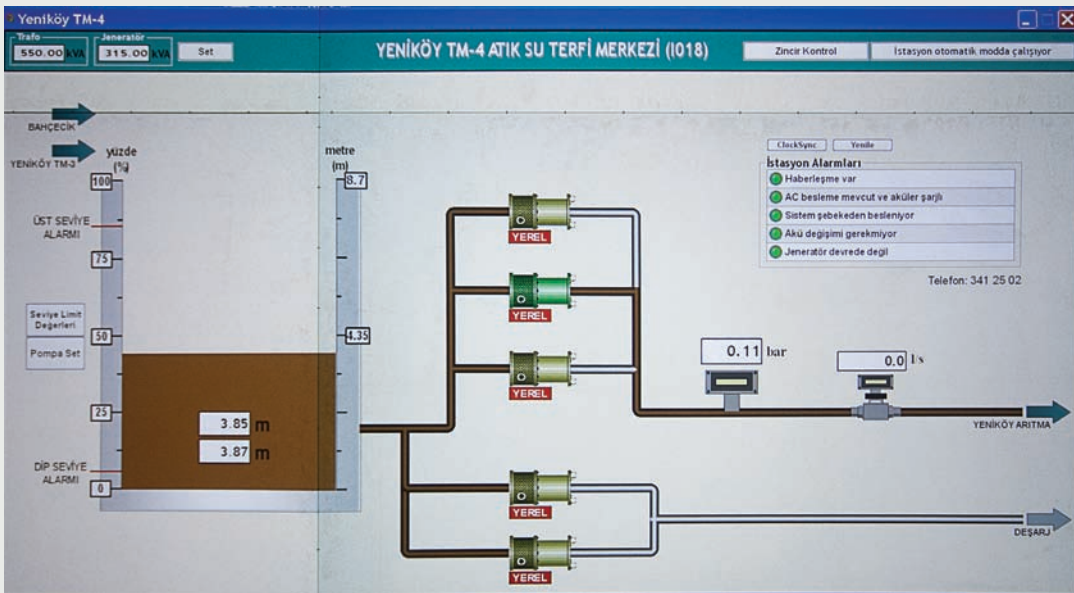 Yeniköy TM-4
Trafo
550.00 kVA
Jeneratör
315.00 kVA
Set
YENİKÖY TM-4 ATIK SU TERFİ MERKEZİ (I018)
Zincir Kontrol
İstasyon otomatik modda çalışıyor
BAHÇECİK
YENİKÖY TM-3
yüzde
(%)
metre
(m)
100
8.7
ÜST SEVİYE
ALARMI
75
Seviye Limit
Değerleri
50
4.35
Pompa Set
25
3.85 m
3.87 m
DİP SEVİYE
ALARMI
0
YEREL
YEREL
YEREL
YEREL
YEREL
ClockSync
Yenile
İstasyon Alarmları
Haberleşme var
AC besleme mevcut ve aküler şarjlı
Sistem şebekeden besleniyor
Akü değişimi gerekmiyor
Jeneratör devrede değil
Telefon: 341 25 02
0.11 bar
0.0 l/s
YENİKÖY ARITMA
DEŞARJ